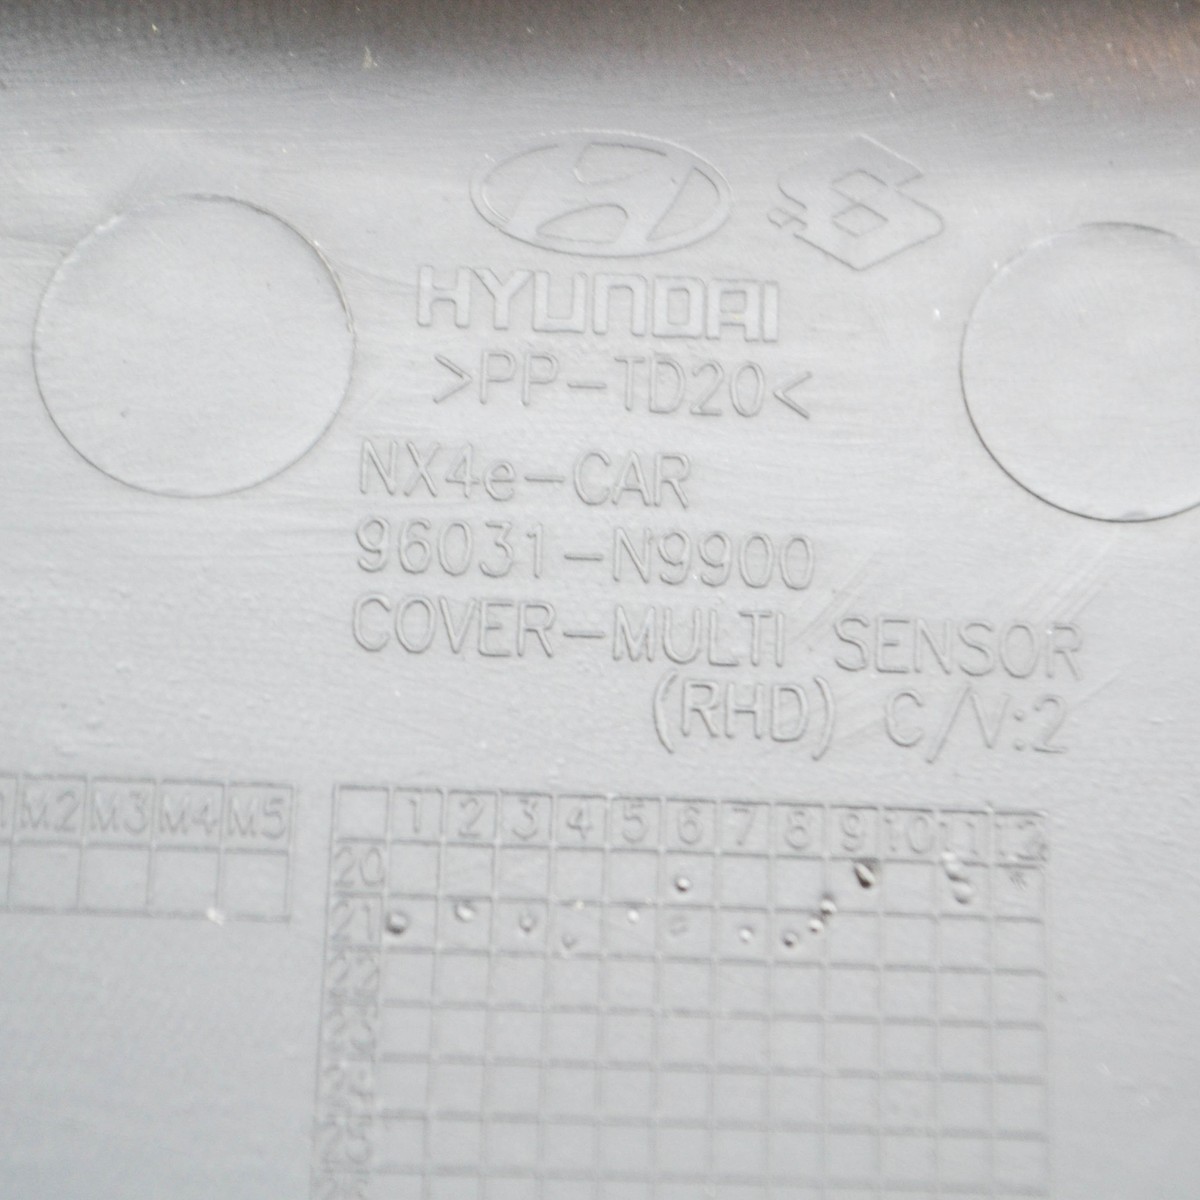 HYUNDAI
>PP-TD20<
NX4e-CAR
96031-N9900
COVER-MULTI SENSOR
(RHD) C/V:2
M2 M3 M4 M5
1 2 3 4 5 6 7 8 9 10 11 12
20
21